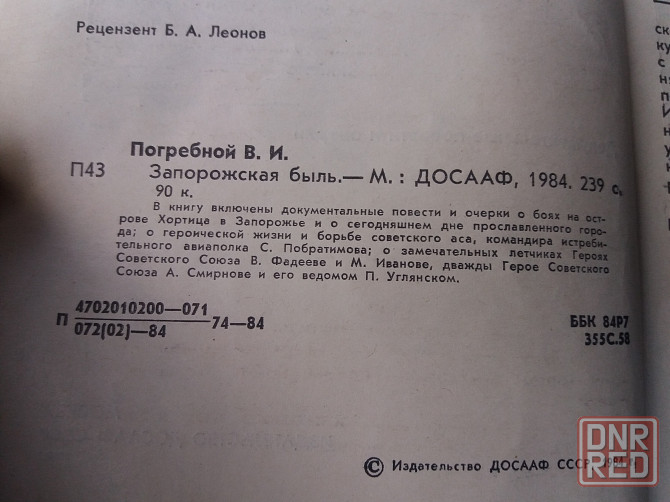 Рецензент Б. А. Леонов
Погребной В. И.
П43 Запорожская быль.— М. : ДОСААФ, 1984. 239 с,
90 к.
В книгу включены документальные повести и очерки о боях на ост-
рове Хортица в Запорожье и о сегодняшнем дне прославленного горо-
да; о героической жизни и борьбе советского аса, командира истреби-
тельного авиаполка С. Побратимова; о замечательных летчиках Героях
Советского Союза В. Фадееве и М. Иванове, дважды Герое Советского
Союза А. Смирнове и его ведомом П. Углянском.
П 4702010200—071
072(02)—84 74—84
ББК 84Р7
355С.58
© Издательство ДОСААФ СССР, 1984
DNR
RED